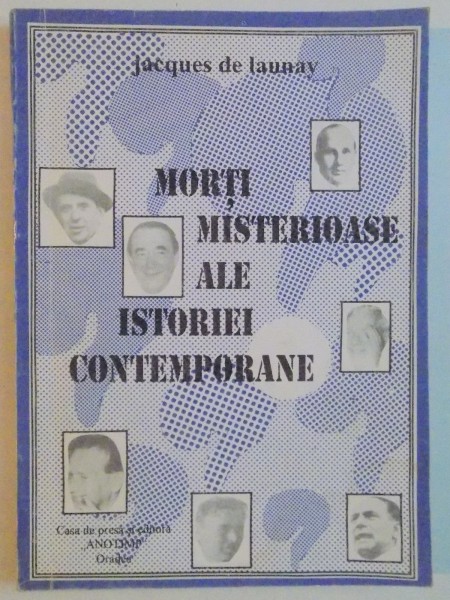 jacques de launay
MORȚI
MISTERIOASE
ALE
ISTORIEI
CONTEMPORANE
Casa de presă și editură
„ANOTIMP”
Oradea